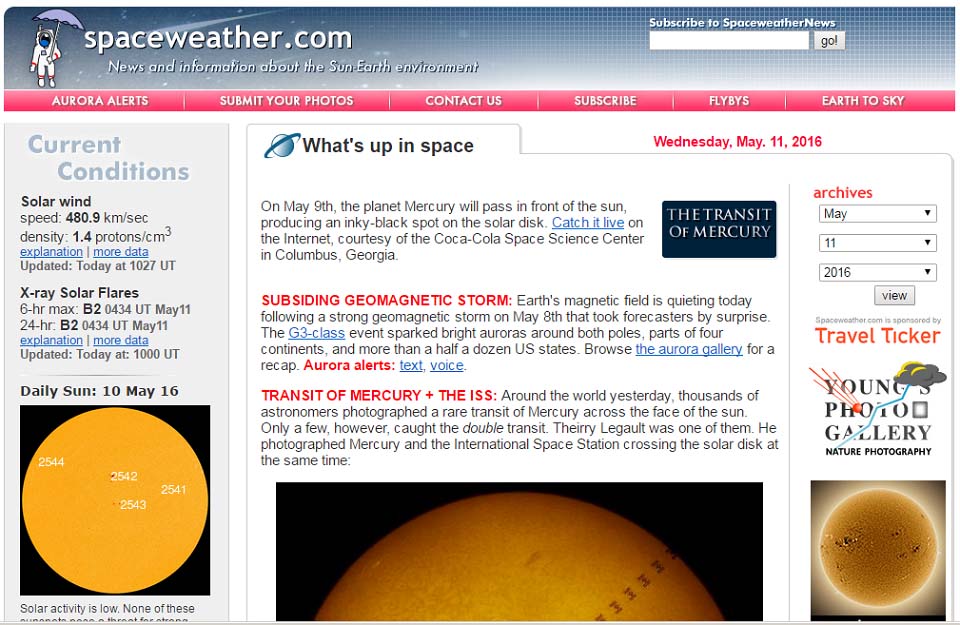 spaceweather.com
News and information about the Sun-Earth environment
Subscribe to SpaceweatherNews
go!
AURORA ALERTS
SUBMIT YOUR PHOTOS
CONTACT US
SUBSCRIBE
FLYBYS
EARTH TO SKY
Current
Conditions
Solar wind
speed: 480.9 km/sec
density: 1.4 protons/cm3
explanation | more data
Updated: Today at 1027 UT
X-ray Solar Flares
6-hr max: B2 0434 UT May11
24-hr: B2 0434 UT May11
explanation | more data
Updated: Today at: 1000 UT
Daily Sun: 10 May 16
2544
2542
2541
2543
Solar activity is low. None of these
What's up in space
Wednesday, May. 11, 2016
On May 9th, the planet Mercury will pass in front of the sun,
producing an inky-black spot on the solar disk. Catch it live on
the Internet, courtesy of the Coca-Cola Space Science Center
in Columbus, Georgia.
THE TRANSIT
OF MERCURY
SUBSIDING GEOMAGNETIC STORM: Earth's magnetic field is quieting today
following a strong geomagnetic storm on May 8th that took forecasters by surprise.
The G3-class event sparked bright auroras around both poles, parts of four
continents, and more than a half a dozen US states. Browse the aurora gallery for a
recap. Aurora alerts: text, voice.
TRANSIT OF MERCURY + THE ISS: Around the world yesterday, thousands of
astronomers photographed a rare transit of Mercury across the face of the sun.
Only a few, however, caught the double transit. Theirry Legault was one of them. He
photographed Mercury and the International Space Station crossing the solar disk at
the same time:
archives
May
11
2016
view
Spaceweather.com is sponsored by
Travel Ticker
YOUNG'S
PHOTO
GALLERY
NATURE PHOTOGRAPHY